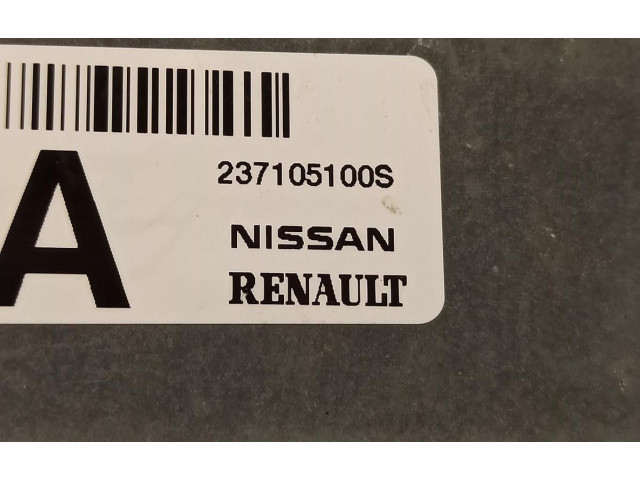 A
237105100S
NISSAN
RENAULT